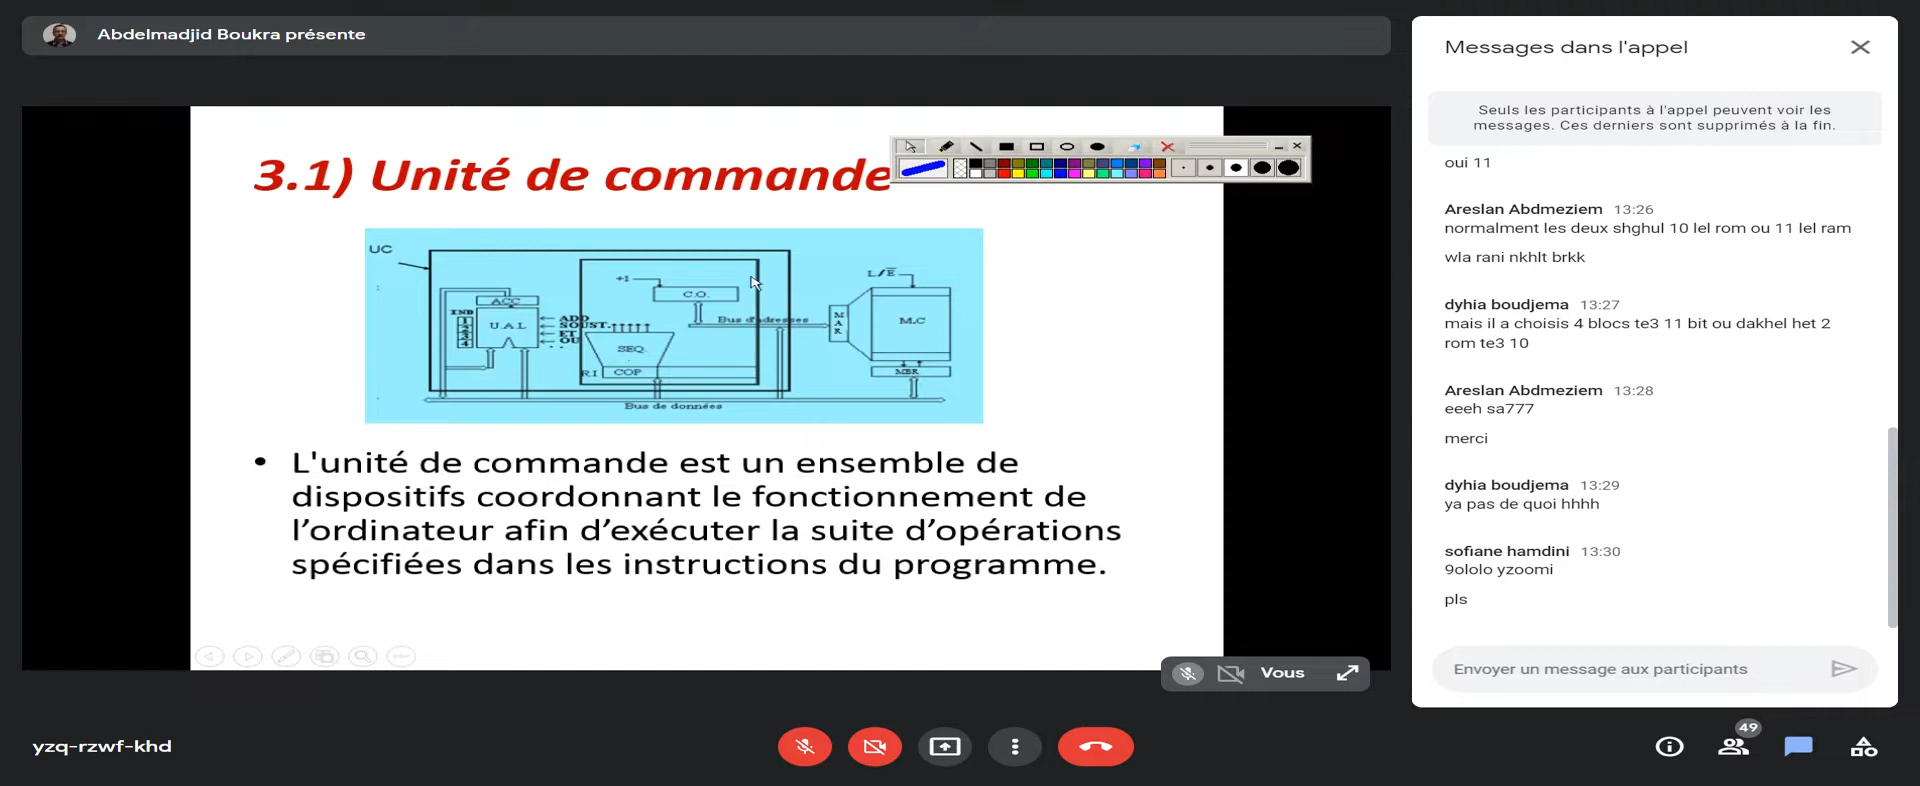 Abdelmadjid Boukra présente
3.1) Unité de commande
UC
+1
C.O.
L/E
ACC
IND
1
2
3
4
U.A.L
ADD
SOUST.
ET
OU
Bus d'adresses
MAR
M.C
SEQ.
R.I
COP
MBR
Bus de données
• L'unité de commande est un ensemble de
dispositifs coordonnant le fonctionnement de
l’ordinateur afin d’exécuter la suite d’opérations
spécifiées dans les instructions du programme.
Vous
yzq-rzwf-khd
Messages dans l'appel
Seuls les participants à l'appel peuvent voir les
messages. Ces derniers sont supprimés à la fin.
oui 11
Areslan Abdmeziem 13:26
normalment les deux shghul 10 lel rom ou 11 lel ram
wla rani nkhlt brkk
dyhia boudjema 13:27
mais il a choisis 4 blocs te3 11 bit ou dakhel het 2
rom te3 10
Areslan Abdmeziem 13:28
eeeh sa777
merci
dyhia boudjema 13:29
ya pas de quoi hhhh
sofiane hamdini 13:30
9ololo yzoomi
pls
Envoyer un message aux participants
49